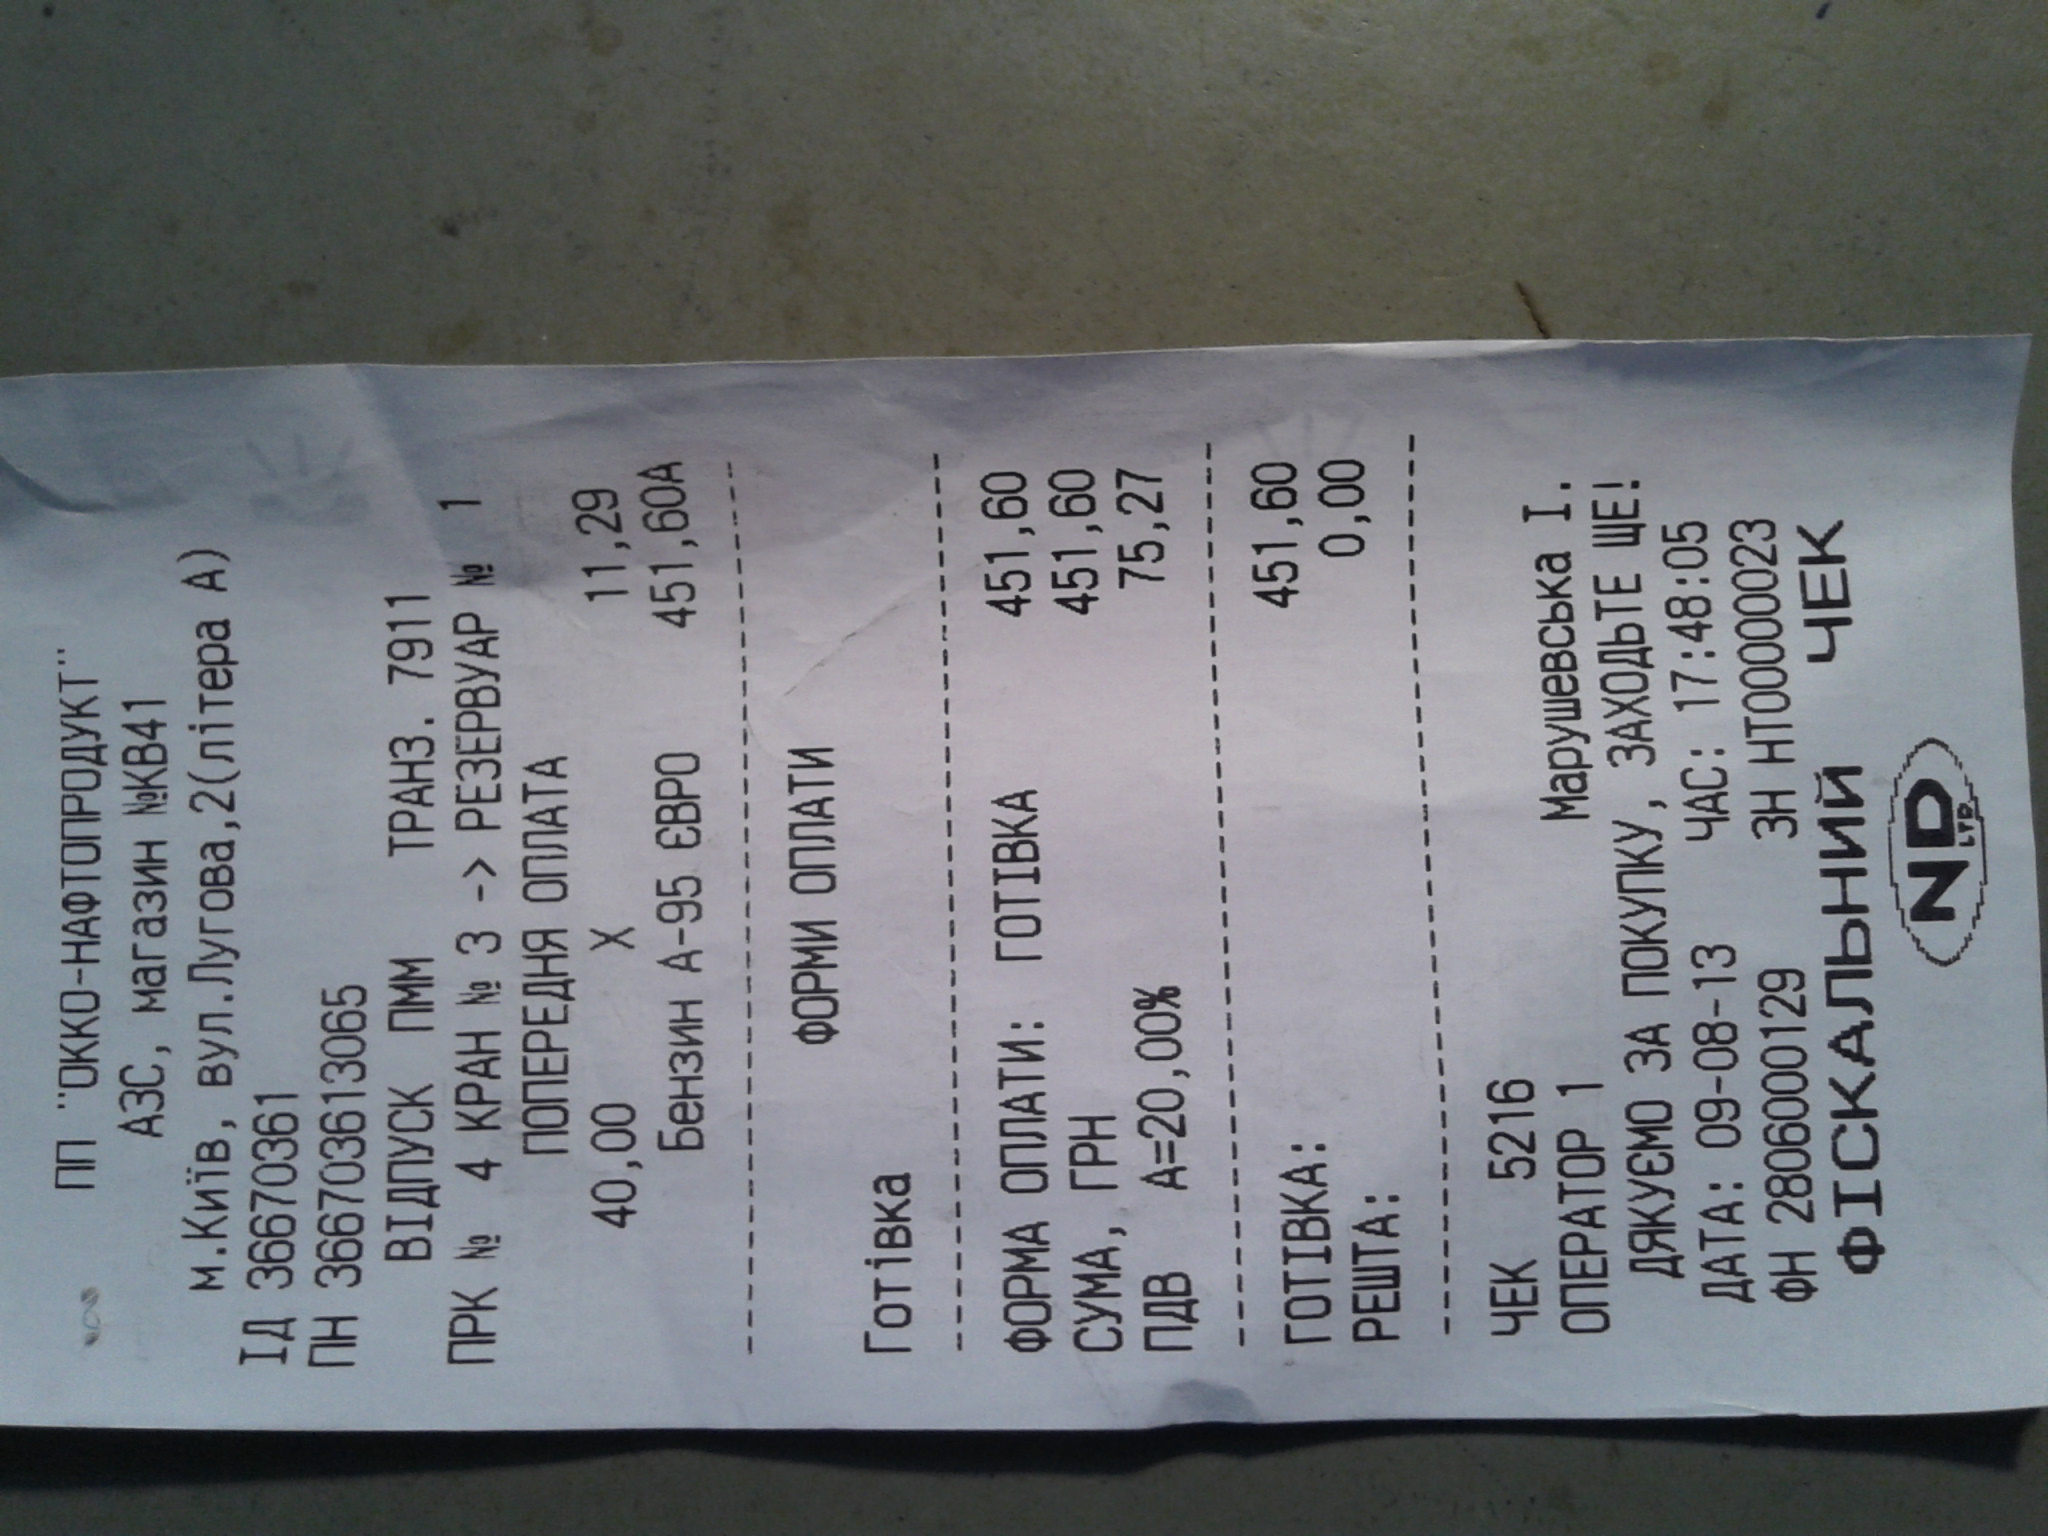 ПП "ОККО-НАФТОПРОДУКТ"
АЗС, магазин №КВ41
м.Київ, вул.Лугова,2(літера А)
ІД 36670361
ПН 366703613065
ВІДПУСК ПММ ТРАНЗ. 7911
ПРК № 4 КРАН № 3 -> РЕЗЕРВУАР № 1
ПОПЕРЕДНЯ ОПЛАТА
40,00 X 11,29
Бензин А-95 ЄВРО 451,60А
ФОРМИ ОПЛАТИ
Готівка
ФОРМА ОПЛАТИ: ГОТІВКА 451,60
СУМА, ГРН 451,60
ПДВ А=20,00% 75,27
ГОТІВКА: 451,60
РЕШТА: 0,00
ЧЕК 5216
ОПЕРАТОР 1 Марушевська І.
ДЯКУЄМО ЗА ПОКУПКУ, ЗАХОДЬТЕ ЩЕ!
ДАТА: 09-08-13 ЧАС: 17:48:05
ФН 2806000129 ЗН НТ00000023
ФІСКАЛЬНИЙ ЧЕК
ND LTD